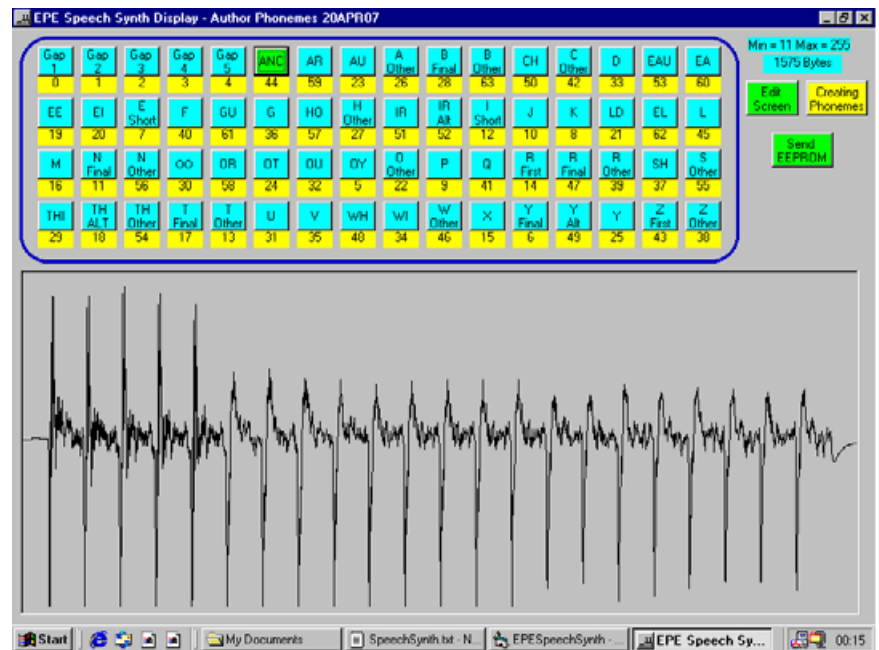 EPE Speech Synth Display - Author Phonemes 20APR07
Min = 11 Max = 255
1575 Bytes
Edit Screen
Creating Phonemes
Send EEPROM
Gap 1 Gap 2 Gap 3 Gap 4 Gap 5 ANC AR AU A Other B Final B Other CH C Other D EAU EA
0 1 2 3 4 44 59 23 26 28 63 50 42 33 53 60
EE EI E Short F GU G HO H Other IR IR Alt I Short J K LD EL L
19 20 7 40 61 36 57 27 51 52 12 10 8 21 62 45
M N Final N Other OO OR OT OU OY O Other P Q R First R Final R Other SH S Other
16 11 56 30 58 24 32 5 22 9 41 14 47 39 37 55
THI TH ALT TH Other T Final T Other U V WH WI W Other X Y Final Y Alt Y Z First Z Other
29 18 54 17 13 31 35 48 34 46 15 6 49 25 43 38
Start My Documents SpeechSynth.txt - N... EPESpeechSynth - ... EPE Speech Sy... 00:15